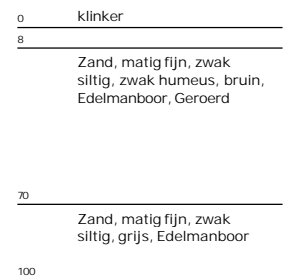 0 klinker
8
Zand, matig fijn, zwak
siltig, zwak humeus, bruin,
Edelmanboor, Geroerd
70
Zand, matig fijn, zwak
siltig, grijs, Edelmanboor
100